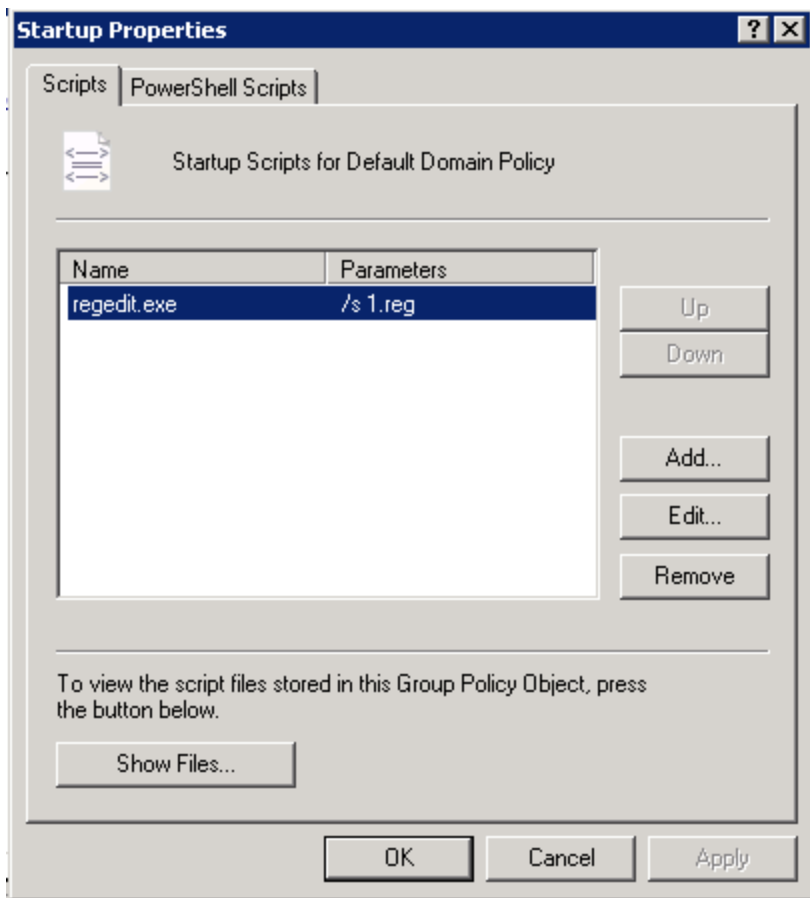 Startup Properties
Scripts
PowerShell Scripts
Startup Scripts for Default Domain Policy
Name Parameters
regedit.exe /s 1.reg
Up
Down
Add...
Edit...
Remove
To view the script files stored in this Group Policy Object, press
the button below.
Show Files...
OK Cancel Apply